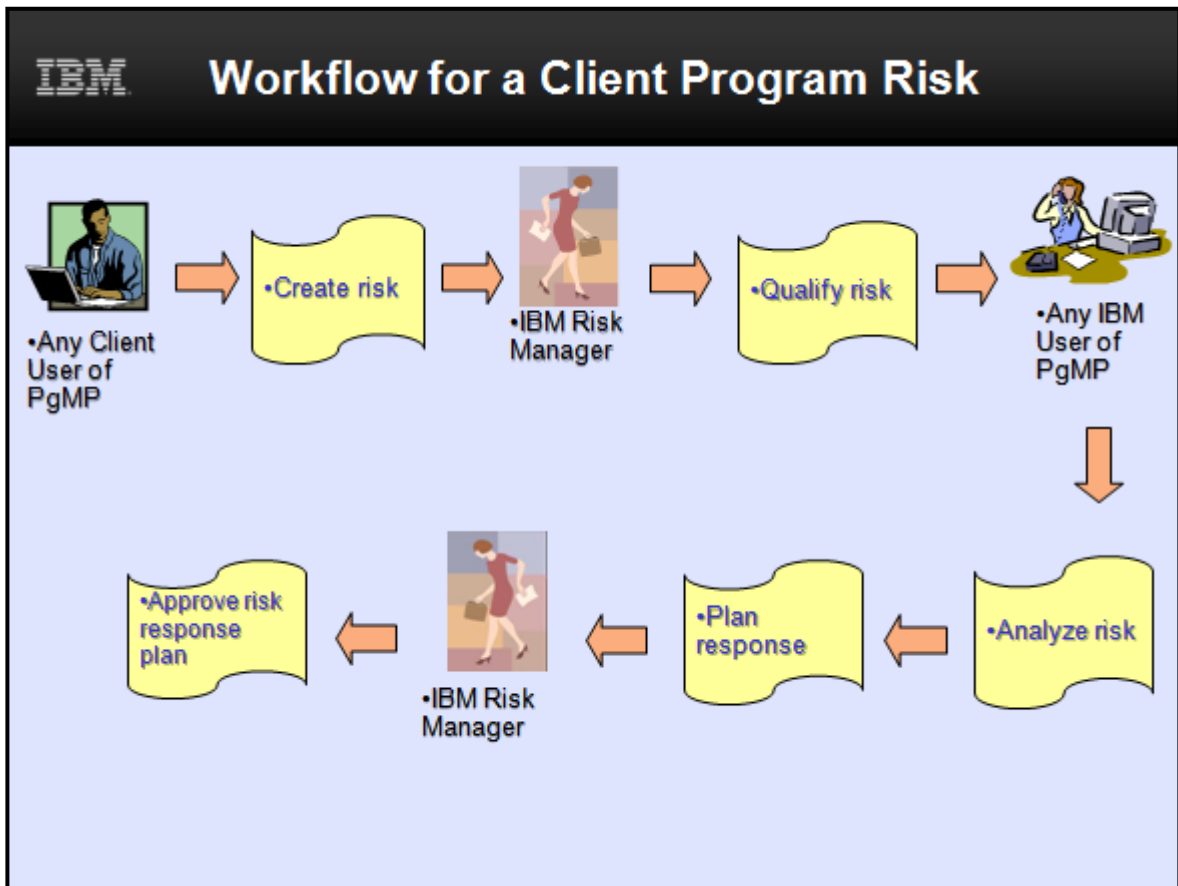 IBM
Workflow for a Client Program Risk
•Any Client
User of
PgMP
•Create risk
•IBM Risk
Manager
•Qualify risk
•Any IBM
User of
PgMP
•Approve risk
response
plan
•IBM Risk
Manager
•Plan
response
•Analyze risk